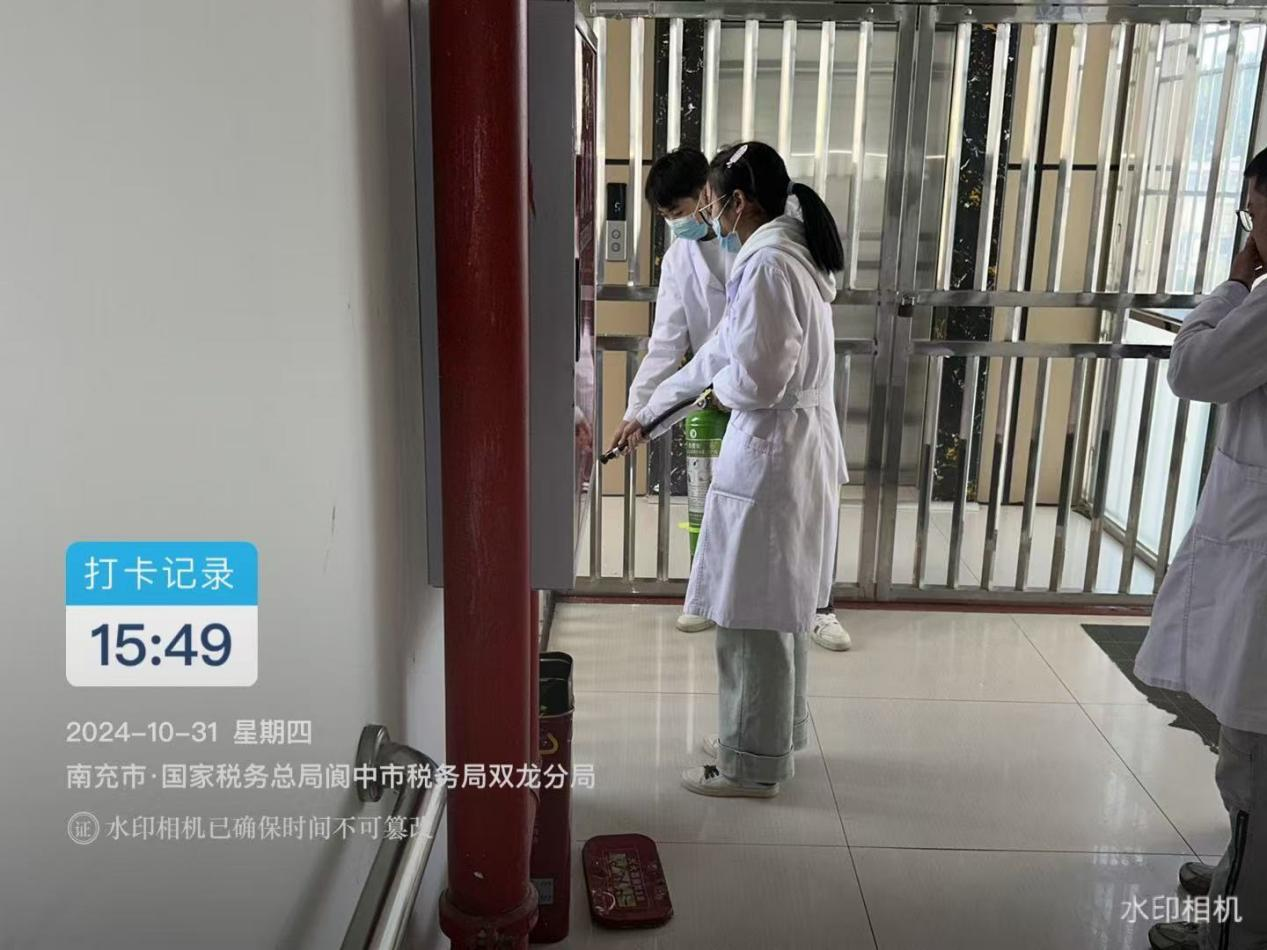 打卡记录
15:49
2024-10-31 星期四
南充市·国家税务总局阆中市税务局双龙分局
证 水印相机已确保时间不可篡改
水印相机